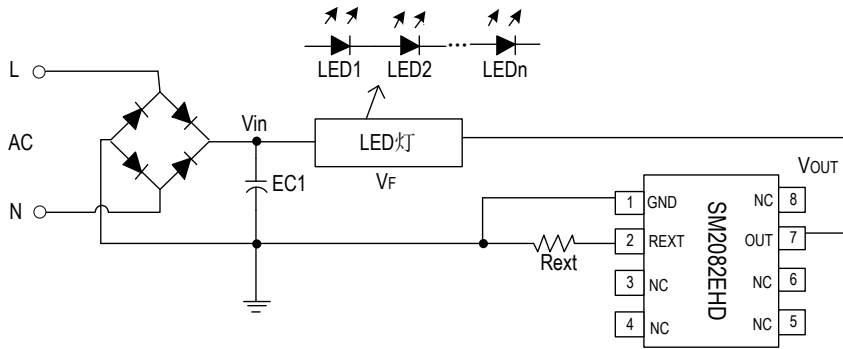 LED1
LED2
LEDn
L
AC
N
Vin
LED灯
VF
EC1
Rext
VOUT
SM2082EHD
1 GND
2 REXT
3 NC
4 NC
NC 8
OUT 7
NC 6
NC 5